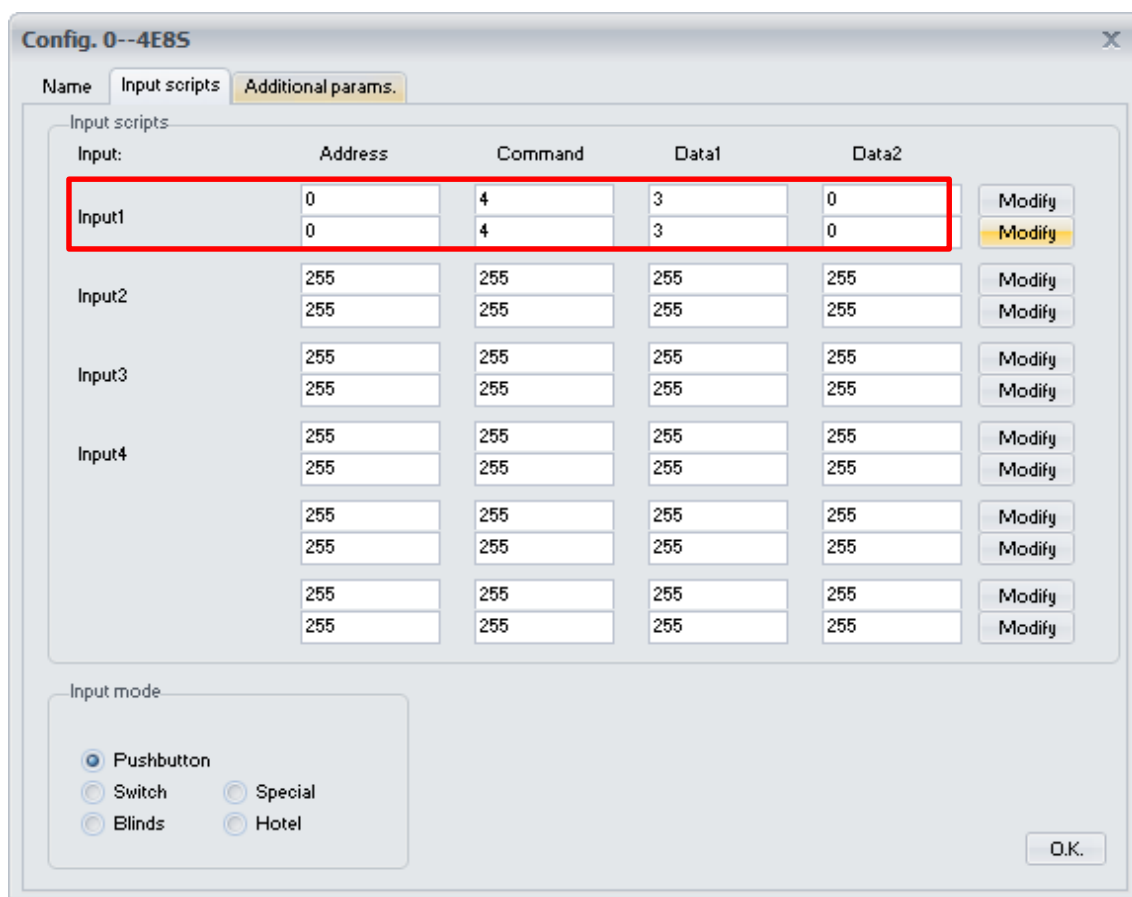 Config. 0--4E8S
Name Input scripts Additional params.
Input scripts
Input: Address Command Data1 Data2
0 4 3 0 Modify
Input1
0 4 3 0 Modify
255 255 255 255 Modify
Input2
255 255 255 255 Modify
255 255 255 255 Modify
Input3
255 255 255 255 Modify
255 255 255 255 Modify
Input4
255 255 255 255 Modify
255 255 255 255 Modify
255 255 255 255 Modify
255 255 255 255 Modify
255 255 255 255 Modify
Input mode
Pushbutton
Switch Special
Blinds Hotel
O.K.